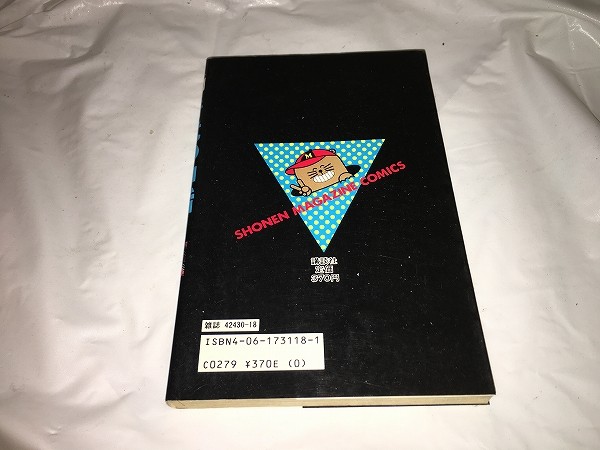 M
SHONEN MAGAZINE COMICS
講談社
定価
370円
雑誌 42430-18
ISBN4-06-173118-1
C0279 ¥370E (0)